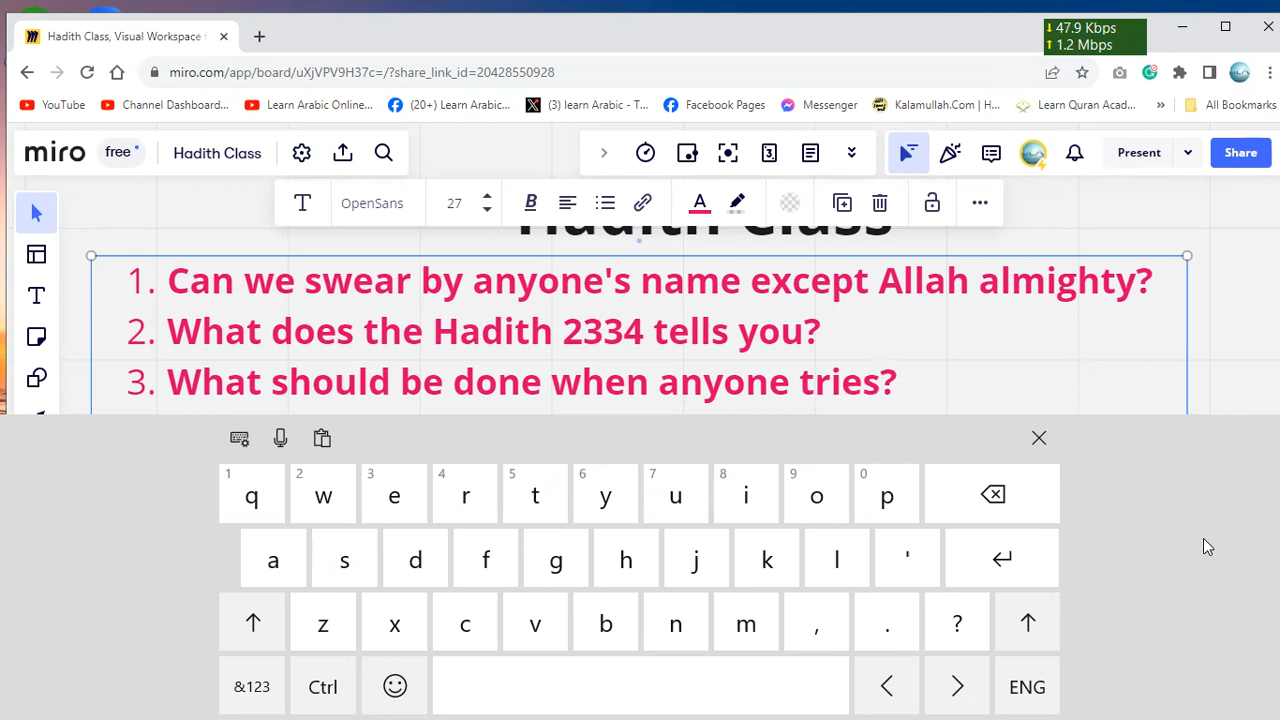 47.9 Kbps
1.2 Mbps
Hadith Class, Visual Workspace
miro.com/app/board/uXjVPV9H37c=/?share_link_id=20428550928
YouTube
Channel Dashboard...
Learn Arabic Online...
(20+) Learn Arabic...
(3) learn Arabic - T...
Facebook Pages
Messenger
Kalamullah.Com | H...
Learn Quran Acad...
»
All Bookmarks
miro
free
Hadith Class
3
Present
Share
T
OpenSans
27
B
A
Hadith Class
1. Can we swear by anyone's name except Allah almighty?
2. What does the Hadith 2334 tells you?
3. What should be done when anyone tries?
1 2 3 4 5 6 7 8 9 0
q w e r t y u i o p
a s d f g h j k l '
z x c v b n m , . ?
&123 Ctrl < > ENG